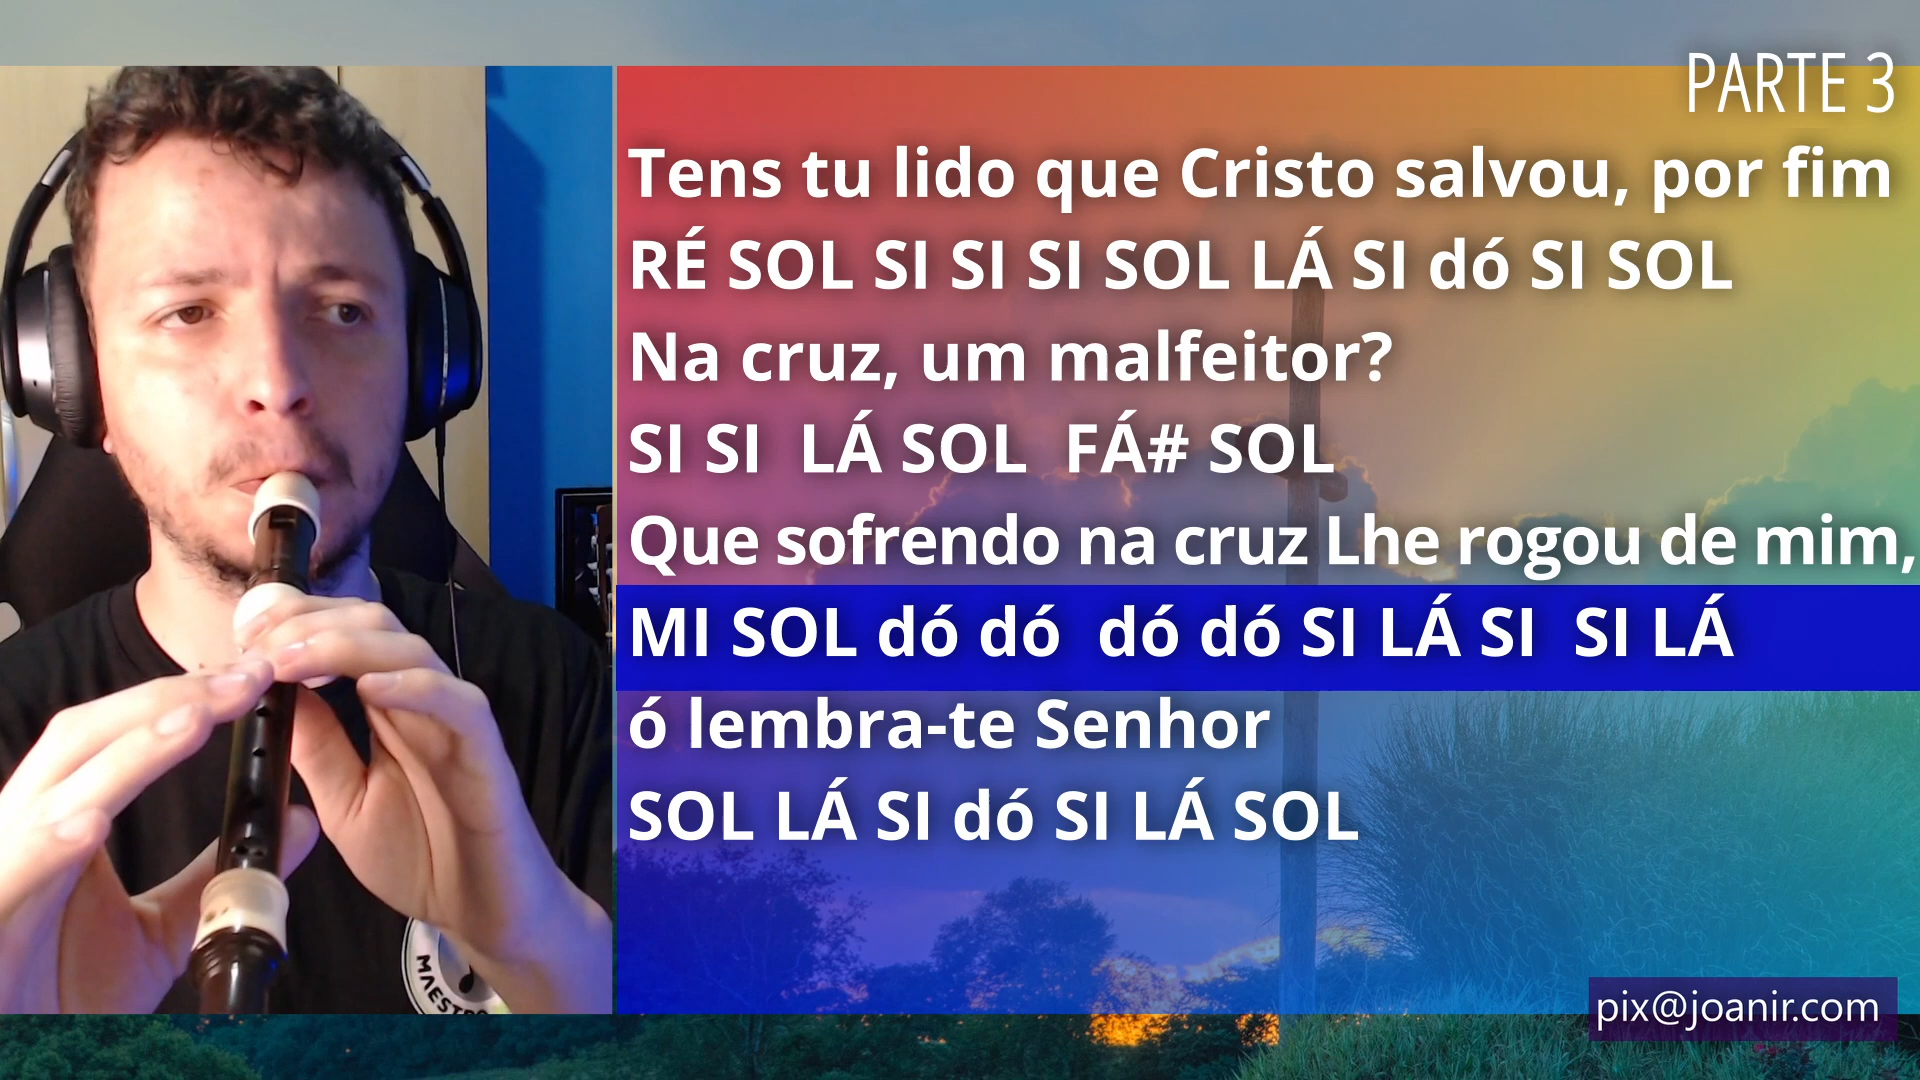 PARTE 3
Tens tu lido que Cristo salvou, por fim
RÉ SOL SI SI SI SOL LÁ SI dó SI SOL
Na cruz, um malfeitor?
SI SI LÁ SOL FÁ# SOL
Que sofrendo na cruz Lhe rogou de mim,
MI SOL dó dó dó dó SI LÁ SI SI LÁ
ó lembra-te Senhor
SOL LÁ SI dó SI LÁ SOL
pix@joanir.com